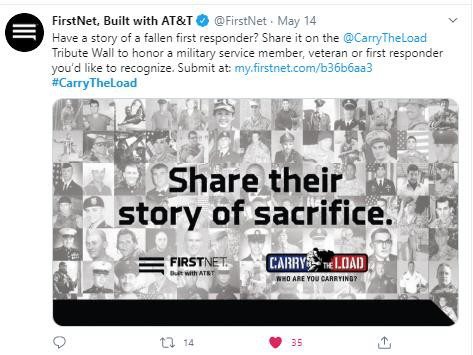 FirstNet, Built with AT&T @FirstNet · May 14
Have a story of a fallen first responder? Share it on the @CarryTheLoad
Tribute Wall to honor a military service member, veteran or first responder
you'd like to recognize. Submit at: my.firstnet.com/b36b6aa3
#CarryTheLoad
Share their
story of sacrifice.
FIRSTNET.
Built with AT&T
CARRY THE LOAD
WHO ARE YOU CARRYING?
14 35